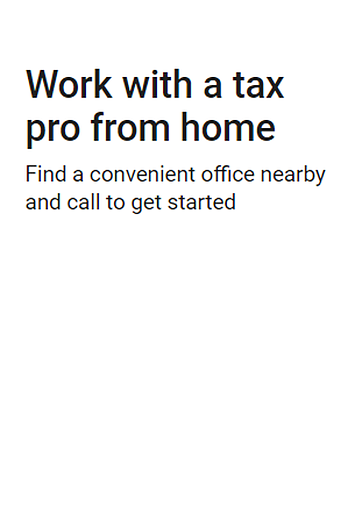 Work with a tax
pro from home
Find a convenient office nearby
and call to get started